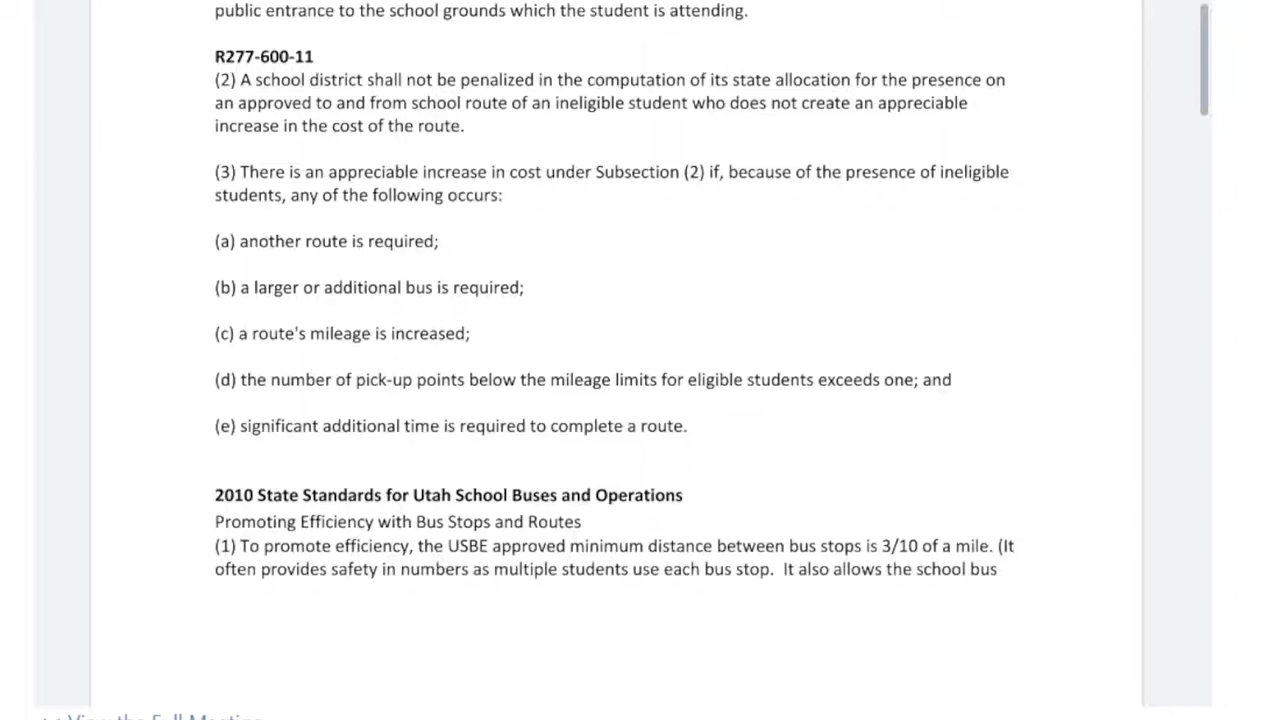 public entrance to the school grounds which the student is attending.
R277-600-11
(2) A school district shall not be penalized in the computation of its state allocation for the presence on
an approved to and from school route of an ineligible student who does not create an appreciable
increase in the cost of the route.
(3) There is an appreciable increase in cost under Subsection (2) if, because of the presence of ineligible
students, any of the following occurs:
(a) another route is required;
(b) a larger or additional bus is required;
(c) a route's mileage is increased;
(d) the number of pick-up points below the mileage limits for eligible students exceeds one; and
(e) significant additional time is required to complete a route.
2010 State Standards for Utah School Buses and Operations
Promoting Efficiency with Bus Stops and Routes
(1) To promote efficiency, the USBE approved minimum distance between bus stops is 3/10 of a mile. (It
often provides safety in numbers as multiple students use each bus stop.  It also allows the school bus
View the Full Meeting